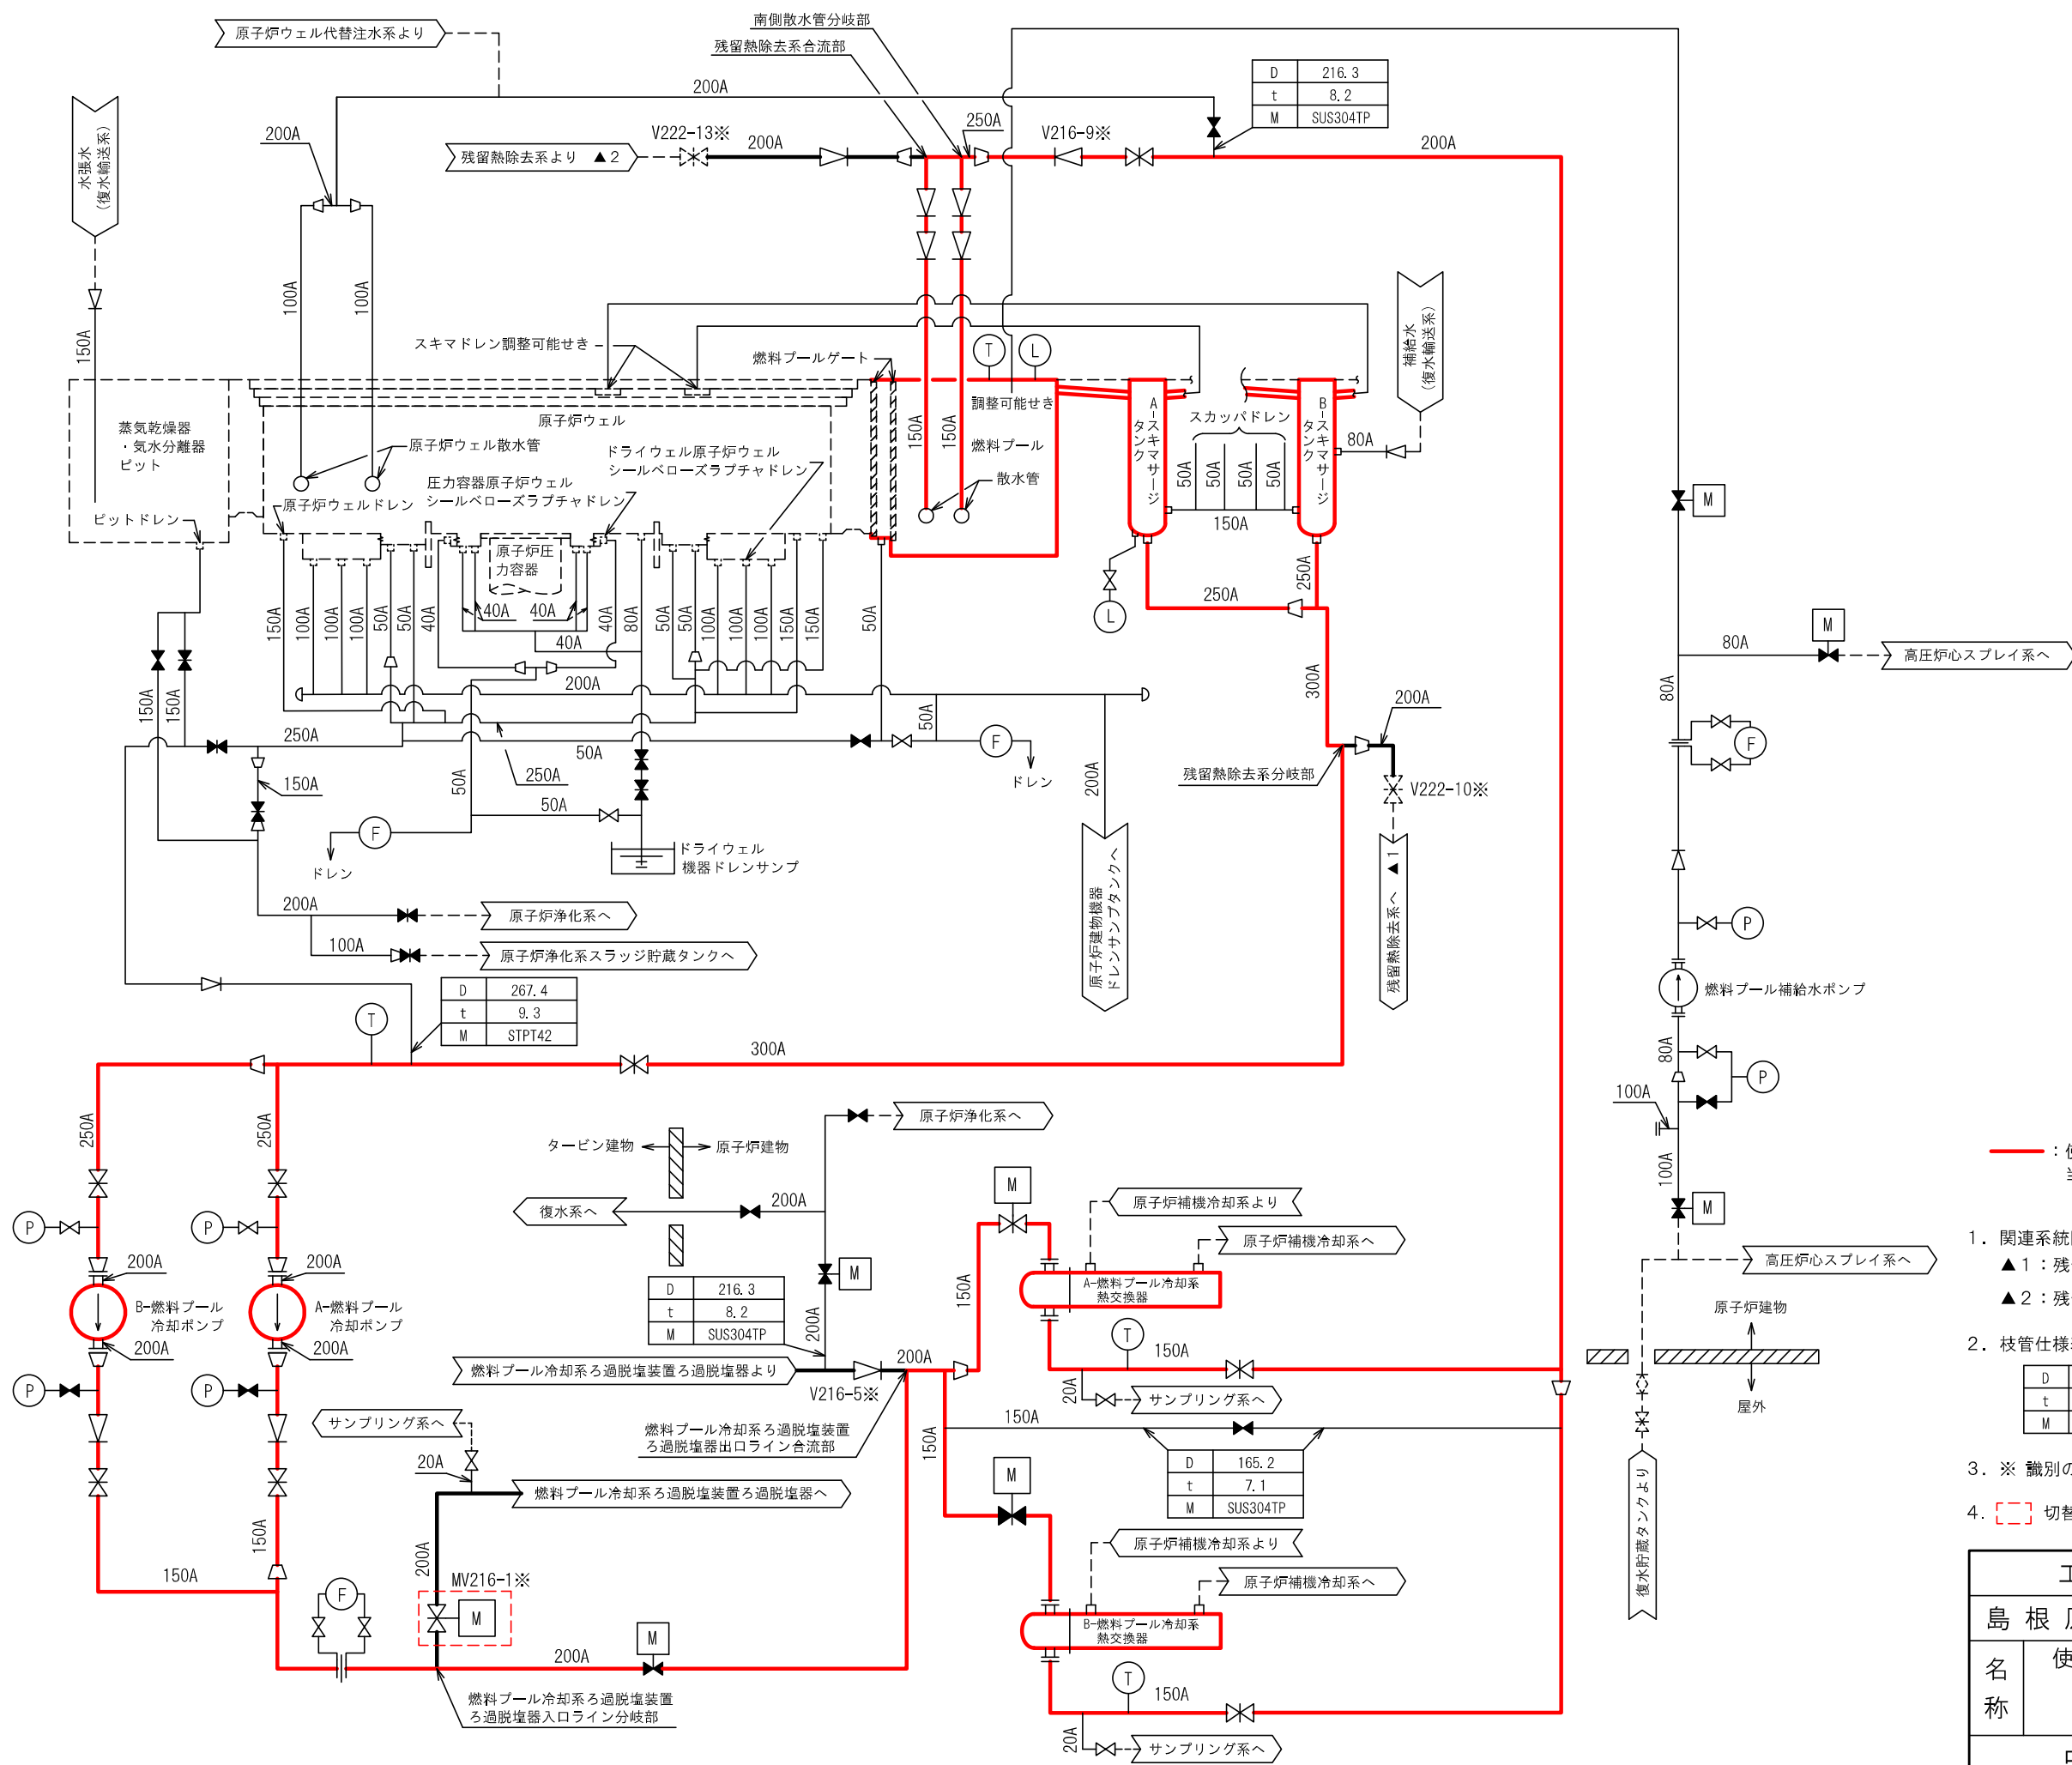 原子炉ウェル代替注水系より
南側散水管分岐部
残留熱除去系合流部
200A
D 216.3
t 8.2
M SUS304TP
水張水
(復水輸送系)
200A
残留熱除去系より ▲2
V222-13※
200A
250A
V216-9※
200A
100A
100A
150A
スキマドレン調整可能せき
燃料プールゲート
T
L
補給水
(復水輸送系)
蒸気乾燥器
・気水分離器
ピット
原子炉ウェル
原子炉ウェル散水管
ドライウェル原子炉ウェル
シールベローズラプチャドレン
圧力容器原子炉ウェル
シールベローズラプチャドレン
原子炉ウェルドレン
ピットドレン
原子炉圧
力容器
150A
150A
調整可能せき
燃料プール
散水管
A-スキマサージ
タンク
スカッパドレン
50A
50A
50A
50A
150A
B-スキマサージ
タンク
80A
M
L
250A
250A
150A
100A
100A
100A
50A
50A
40A
40A
40A
40A
40A
80A
50A
50A
100A
100A
100A
150A
150A
50A
200A
150A
150A
250A
150A
50A
250A
50A
50A
50A
F
ドレン
F
ドレン
ドライウェル
機器ドレンサンプ
200A
原子炉建物機器
ドレンサンプタンクへ
300A
200A
残留熱除去系分岐部
V222-10※
残留熱除去系へ ▲1
80A
M
高圧炉心スプレイ系へ
80A
F
P
燃料プール補給水ポンプ
80A
P
100A
100A
M
高圧炉心スプレイ系へ
原子炉建物
屋外
復水貯蔵タンクより
200A
原子炉浄化系へ
100A
原子炉浄化系スラッジ貯蔵タンクへ
D 267.4
t 9.3
M STPT42
T
300A
250A
250A
P
P
200A
200A
B-燃料プール
冷却ポンプ
A-燃料プール
冷却ポンプ
200A
200A
P
P
150A
150A
原子炉浄化系へ
タービン建物
原子炉建物
復水系へ
200A
M
D 216.3
t 8.2
M SUS304TP
200A
燃料プール冷却系ろ過脱塩装置ろ過脱塩器より
V216-5※
200A
燃料プール冷却系ろ過脱塩装置
ろ過脱塩器出口ライン合流部
サンプリング系へ
20A
燃料プール冷却系ろ過脱塩装置ろ過脱塩器へ
200A
MV216-1※
M
F
200A
M
燃料プール冷却系ろ過脱塩装置
ろ過脱塩器入口ライン分岐部
M
原子炉補機冷却系より
原子炉補機冷却系へ
150A
A-燃料プール冷却系
熱交換器
T
150A
20A
サンプリング系へ
150A
150A
D 165.2
t 7.1
M SUS304TP
M
原子炉補機冷却系より
原子炉補機冷却系へ
B-燃料プール冷却系
熱交換器
T
150A
20A
サンプリング系へ
1. 関連系統
▲1：残
▲2：残
2. 枝管仕様
D
t
M
3. ※ 識別の
4. 切替
島根
名
称
使